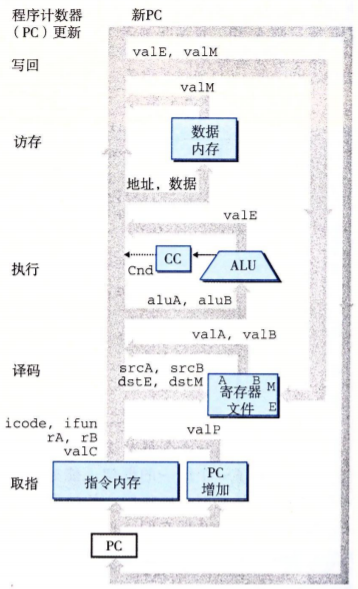 程序计数器
（PC）更新
新PC
写回
valE, valM
valM
访存
数据
内存
地址，数据
valE
执行
CC
ALU
Cnd
aluA, aluB
valA, valB
译码
srcA, srcB
dstE, dstM
A B M
寄存器
文件 E
icode, ifun
rA, rB
valC
valP
取指
指令内存
PC
增加
PC